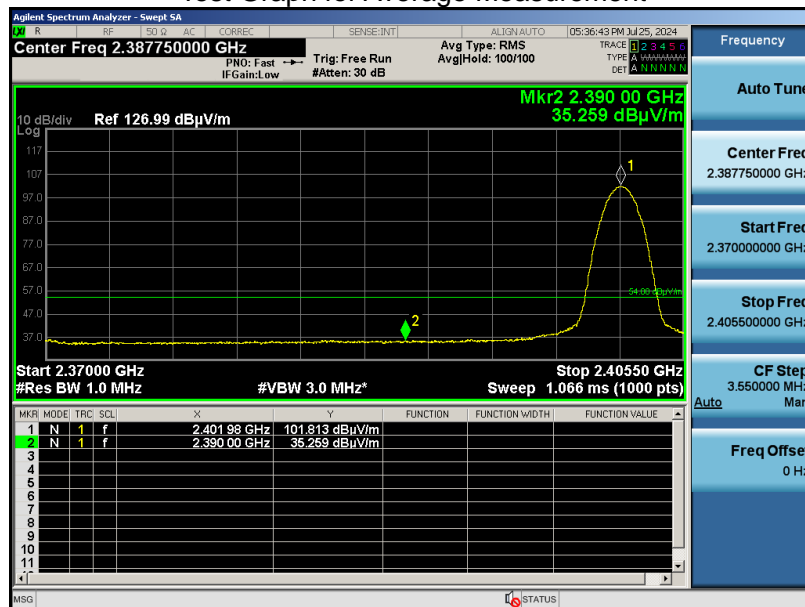 Test Graph for Average Measurement
Agilent Spectrum Analyzer - Swept SA
LXI R RF 50 Ω AC CORREC SENSE:INT ALIGN AUTO 05:36:43 PM Jul 25, 2024
Center Freq 2.387750000 GHz
PNO: Fast
IFGain:Low
Trig: Free Run
#Atten: 30 dB
Avg Type: RMS
Avg|Hold: 100/100
TRACE 1 2 3 4 5 6
TYPE A
DET A N N N N N
Mkr2 2.390 00 GHz
35.259 dBµV/m
10 dB/div Ref 126.99 dBµV/m
Log
117
107
97.0
87.0
77.0
67.0
57.0
47.0
37.0
1
2
54.00 dBµV/m
Start 2.37000 GHz Stop 2.40550 GHz
#Res BW 1.0 MHz #VBW 3.0 MHz* Sweep 1.066 ms (1000 pts)
MKR MODE TRC SCL X Y FUNCTION FUNCTION WIDTH FUNCTION VALUE
1 N 1 f 2.401 98 GHz 101.813 dBµV/m
2 N 1 f 2.390 00 GHz 35.259 dBµV/m
3
4
5
6
7
8
9
10
11
MSG STATUS
Frequency
Auto Tune
Center Freq
2.387750000 GHz
Start Freq
2.370000000 GHz
Stop Freq
2.405500000 GHz
CF Step
3.550000 MHz
Auto Man
Freq Offset
0 Hz